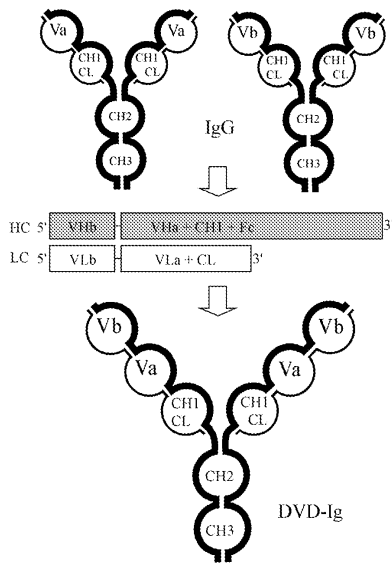 Va Va Vb Vb
CH1 CH1 CH1 CH1
CL CL CL CL
CH2 CH2
IgG
CH3 CH3
HC 5' VHb VHa + CH1 + Fc 3'
LC 5' VLb VLa + CL 3'
Vb Vb
Va Va
CH1 CH1
CL CL
CH2
CH3
DVD-Ig